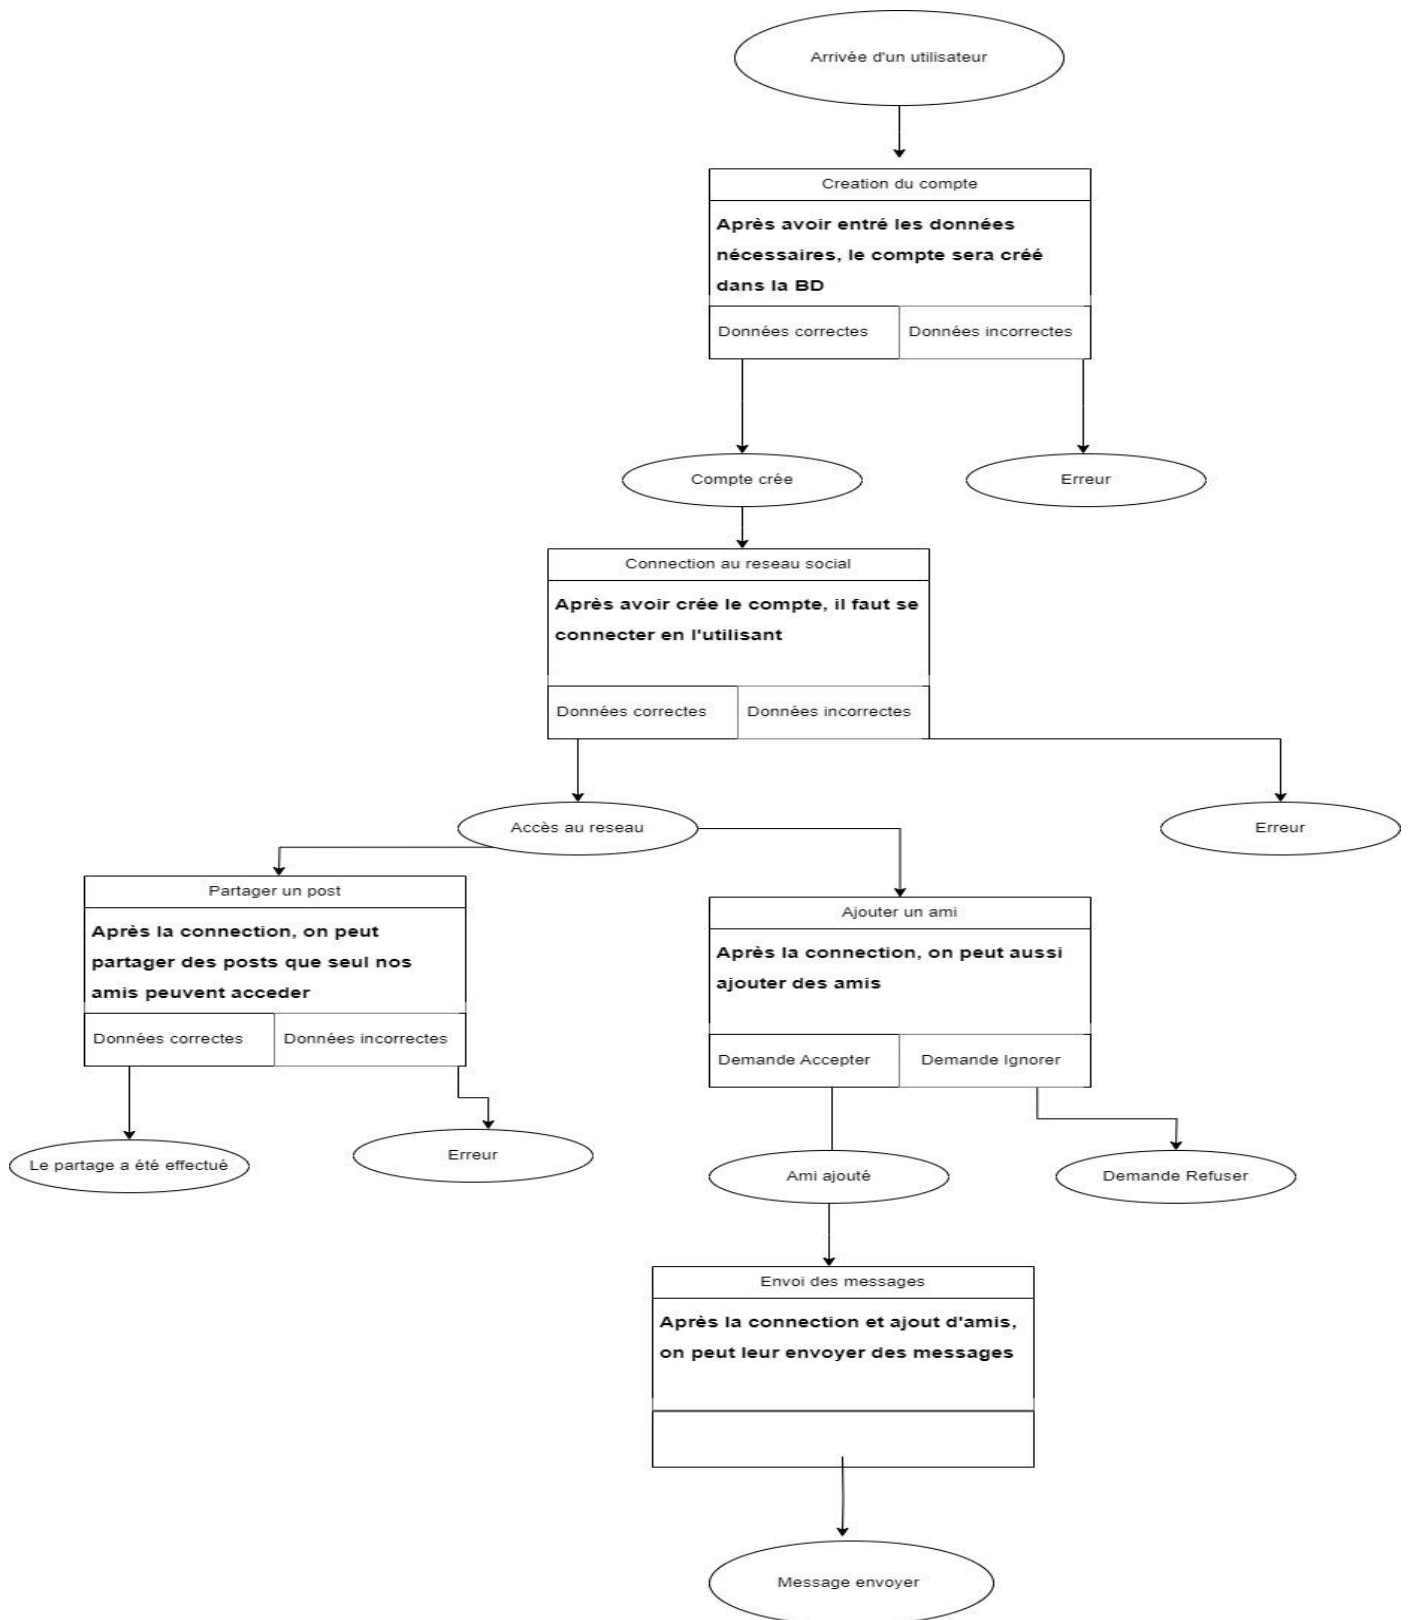 Arrivée d'un utilisateur
Creation du compte
Après avoir entré les données
nécessaires, le compte sera créé
dans la BD
Données correctes
Données incorrectes
Compte crée
Erreur
Connection au reseau social
Après avoir crée le compte, il faut se
connecter en l'utilisant
Données correctes
Données incorrectes
Accès au reseau
Erreur
Partager un post
Après la connection, on peut
partager des posts que seul nos
amis peuvent acceder
Données correctes
Données incorrectes
Le partage a été effectué
Erreur
Ajouter un ami
Après la connection, on peut aussi
ajouter des amis
Demande Accepter
Demande Ignorer
Ami ajouté
Demande Refuser
Envoi des messages
Après la connection et ajout d'amis,
on peut leur envoyer des messages
Message envoyer